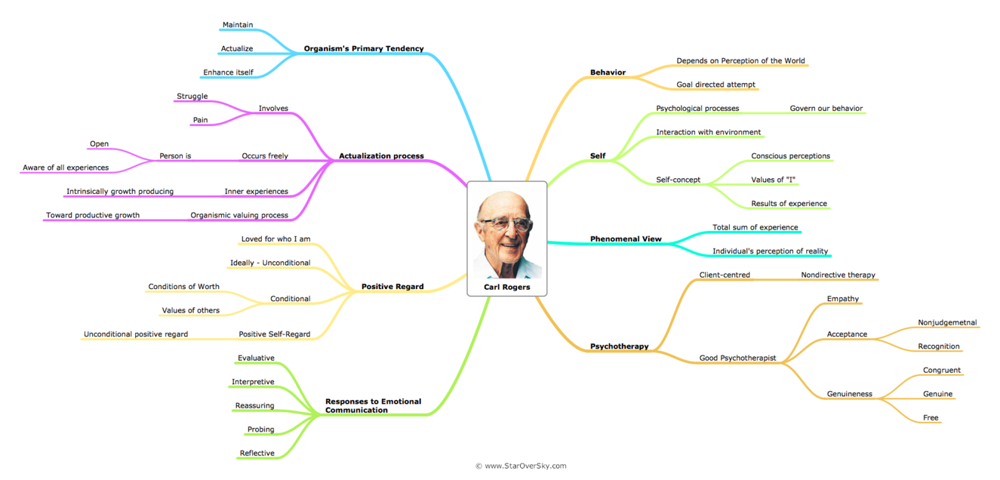 Maintain
Actualize
Enhance itself
Organism's Primary Tendency
Struggle
Pain
Involves
Open
Aware of all experiences
Person is
Occurs freely
Intrinsically growth producing
Inner experiences
Toward productive growth
Organismic valuing process
Actualization process
Loved for who I am
Ideally - Unconditional
Conditions of Worth
Values of others
Conditional
Unconditional positive regard
Positive Self-Regard
Positive Regard
Evaluative
Interpretive
Reassuring
Probing
Reflective
Responses to Emotional
Communication
Carl Rogers
Behavior
Depends on Perception of the World
Goal directed attempt
Self
Psychological processes
Govern our behavior
Interaction with environment
Self-concept
Conscious perceptions
Values of "I"
Results of experience
Phenomenal View
Total sum of experience
Individual's perception of reality
Psychotherapy
Client-centred
Nondirective therapy
Good Psychotherapist
Empathy
Acceptance
Nonjudgemetnal
Recognition
Genuineness
Congruent
Genuine
Free
© www.StarOverSky.com